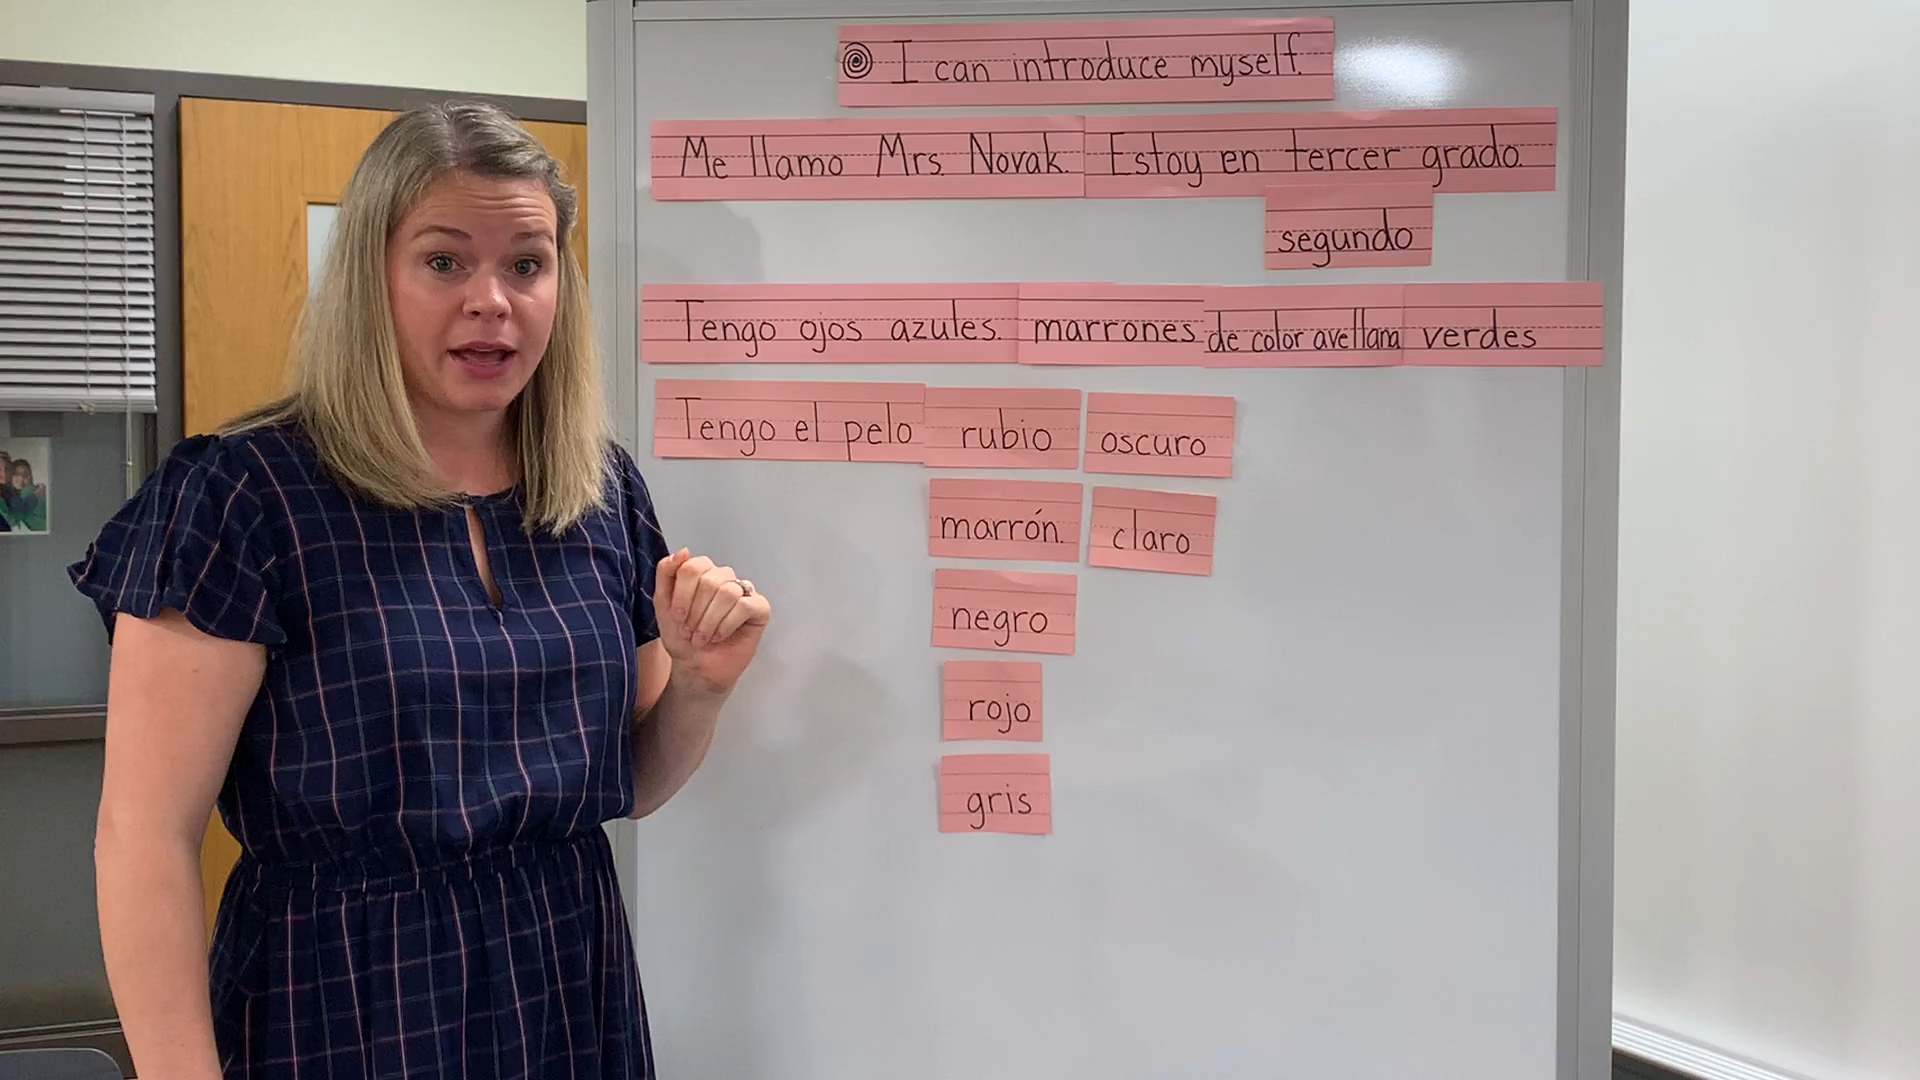 I can introduce myself.
Me llamo Mrs. Novak. Estoy en tercer grado.
segundo
Tengo ojos azules. marrones de color avellana verdes
Tengo el pelo rubio oscuro
marrón. claro
negro
rojo
gris